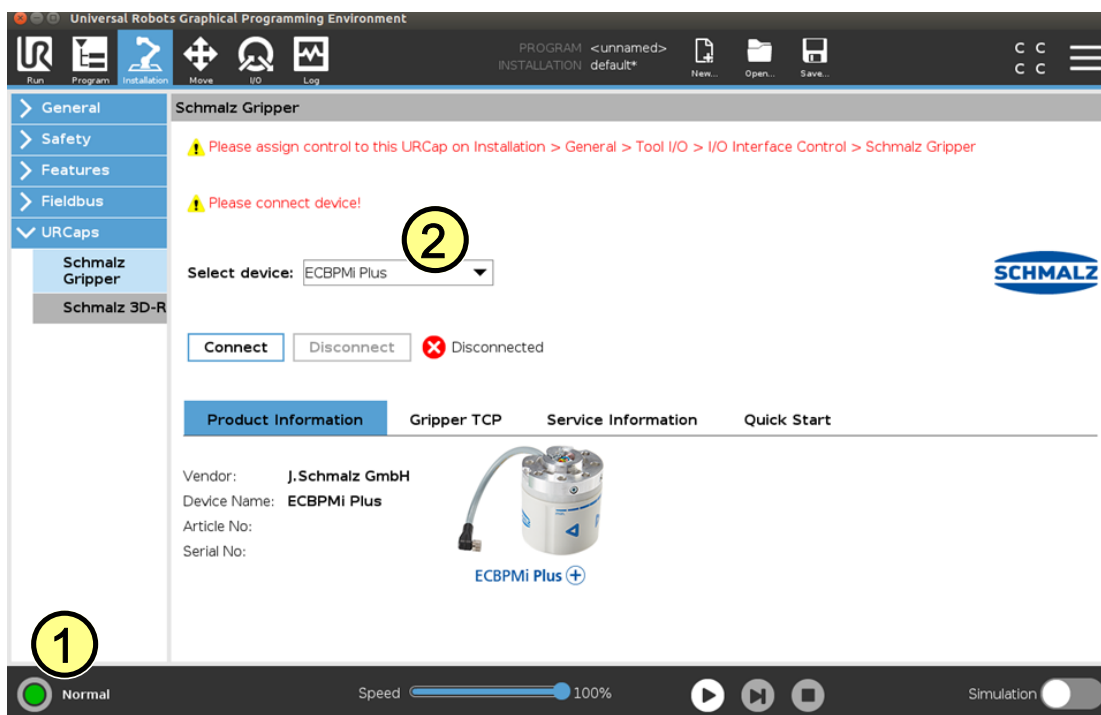 Universal Robots Graphical Programming Environment
PROGRAM <unnamed>
INSTALLATION default*
Run Program Installation Move I/O Log New... Open... Save...
C C
C C
General
Safety
Features
Fieldbus
URCaps
Schmalz
Gripper
Schmalz 3D-R
Schmalz Gripper
Please assign control to this URCap on Installation > General > Tool I/O > I/O Interface Control > Schmalz Gripper
Please connect device!
2
Select device: ECBPMi Plus
SCHMALZ
Connect Disconnect Disconnected
Product Information Gripper TCP Service Information Quick Start
Vendor: J.Schmalz GmbH
Device Name: ECBPMi Plus
Article No:
Serial No:
ECBPMi Plus +
1
Normal Speed 100% Simulation